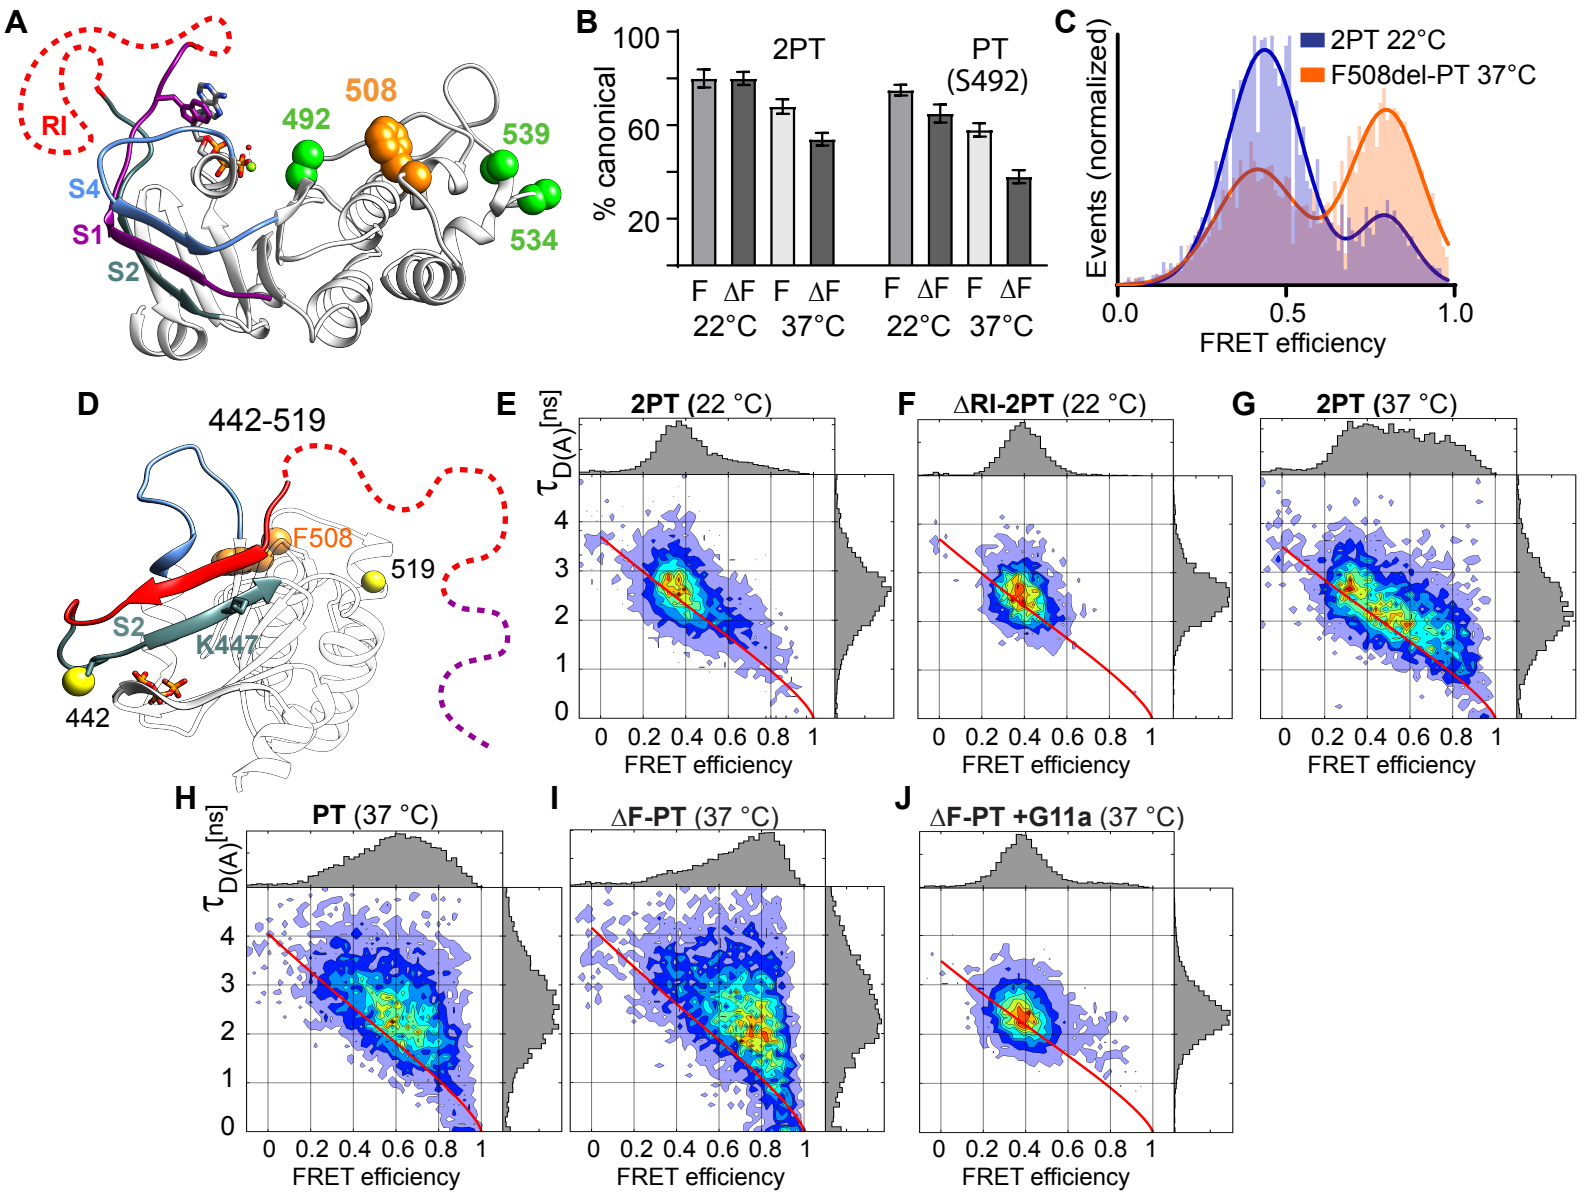 A
RI
S4
S1
S2
492
508
539
534
B
% canonical
100
60
20
2PT
PT
(S492)
F ΔF F ΔF F ΔF F ΔF
22°C 37°C 22°C 37°C
C
Events (normalized)
2PT 22°C
F508del-PT 37°C
0.0 0.5 1.0
FRET efficiency
D
442-519
F508
519
S2
K447
442
E
2PT (22 °C)
τD(A)[ns]
4
3
2
1
0
0 0.2 0.4 0.6 0.8 1
FRET efficiency
F
ΔRI-2PT (22 °C)
0 0.2 0.4 0.6 0.8 1
FRET efficiency
G
2PT (37 °C)
0 0.2 0.4 0.6 0.8 1
FRET efficiency
H
PT (37 °C)
τD(A)[ns]
4
3
2
1
0
0 0.2 0.4 0.6 0.8 1
FRET efficiency
I
ΔF-PT (37 °C)
0 0.2 0.4 0.6 0.8 1
FRET efficiency
J
ΔF-PT +G11a (37 °C)
0 0.2 0.4 0.6 0.8 1
FRET efficiency